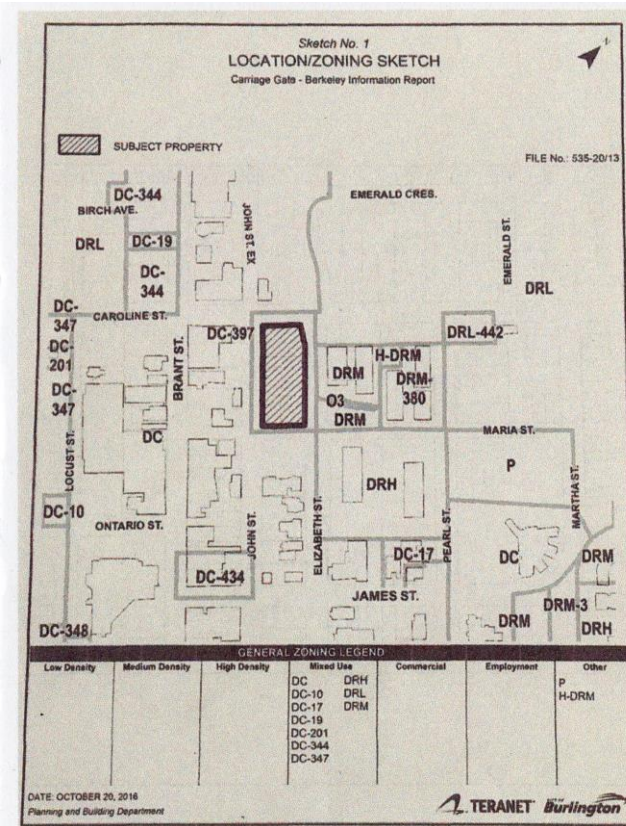 Sketch No. 1
LOCATION/ZONING SKETCH
Carriage Gate - Berkeley Information Report
SUBJECT PROPERTY
FILE No.: 535-20/13
DC-344
BIRCH AVE.
EMERALD CRES.
JOHN ST. EX
EMERALD ST.
DRL
DC-19
DC-
344
DRL
DC-
347
CAROLINE ST.
DC-
201
DC-
347
BRANT ST.
DC-397
DRL-442
H-DRM
DRM
DRM-
380
O3
DRM
DC
LOCUST ST.
MARIA ST.
P
MARTHA ST.
DRH
DC-10
ONTARIO ST.
JOHN ST.
ELIZABETH ST.
PEARL ST.
DC-17
DC
DRM
DC-434
JAMES ST.
DRM-3
DRM
DRH
DC-348
GENERAL ZONING LEGEND
Low Density Medium Density High Density Mixed Use Commercial Employment Other
DC DRH P
DC-10 DRL H-DRM
DC-17 DRM
DC-19
DC-201
DC-344
DC-347
DATE: OCTOBER 20, 2016
Planning and Building Department
TERANET Burlington